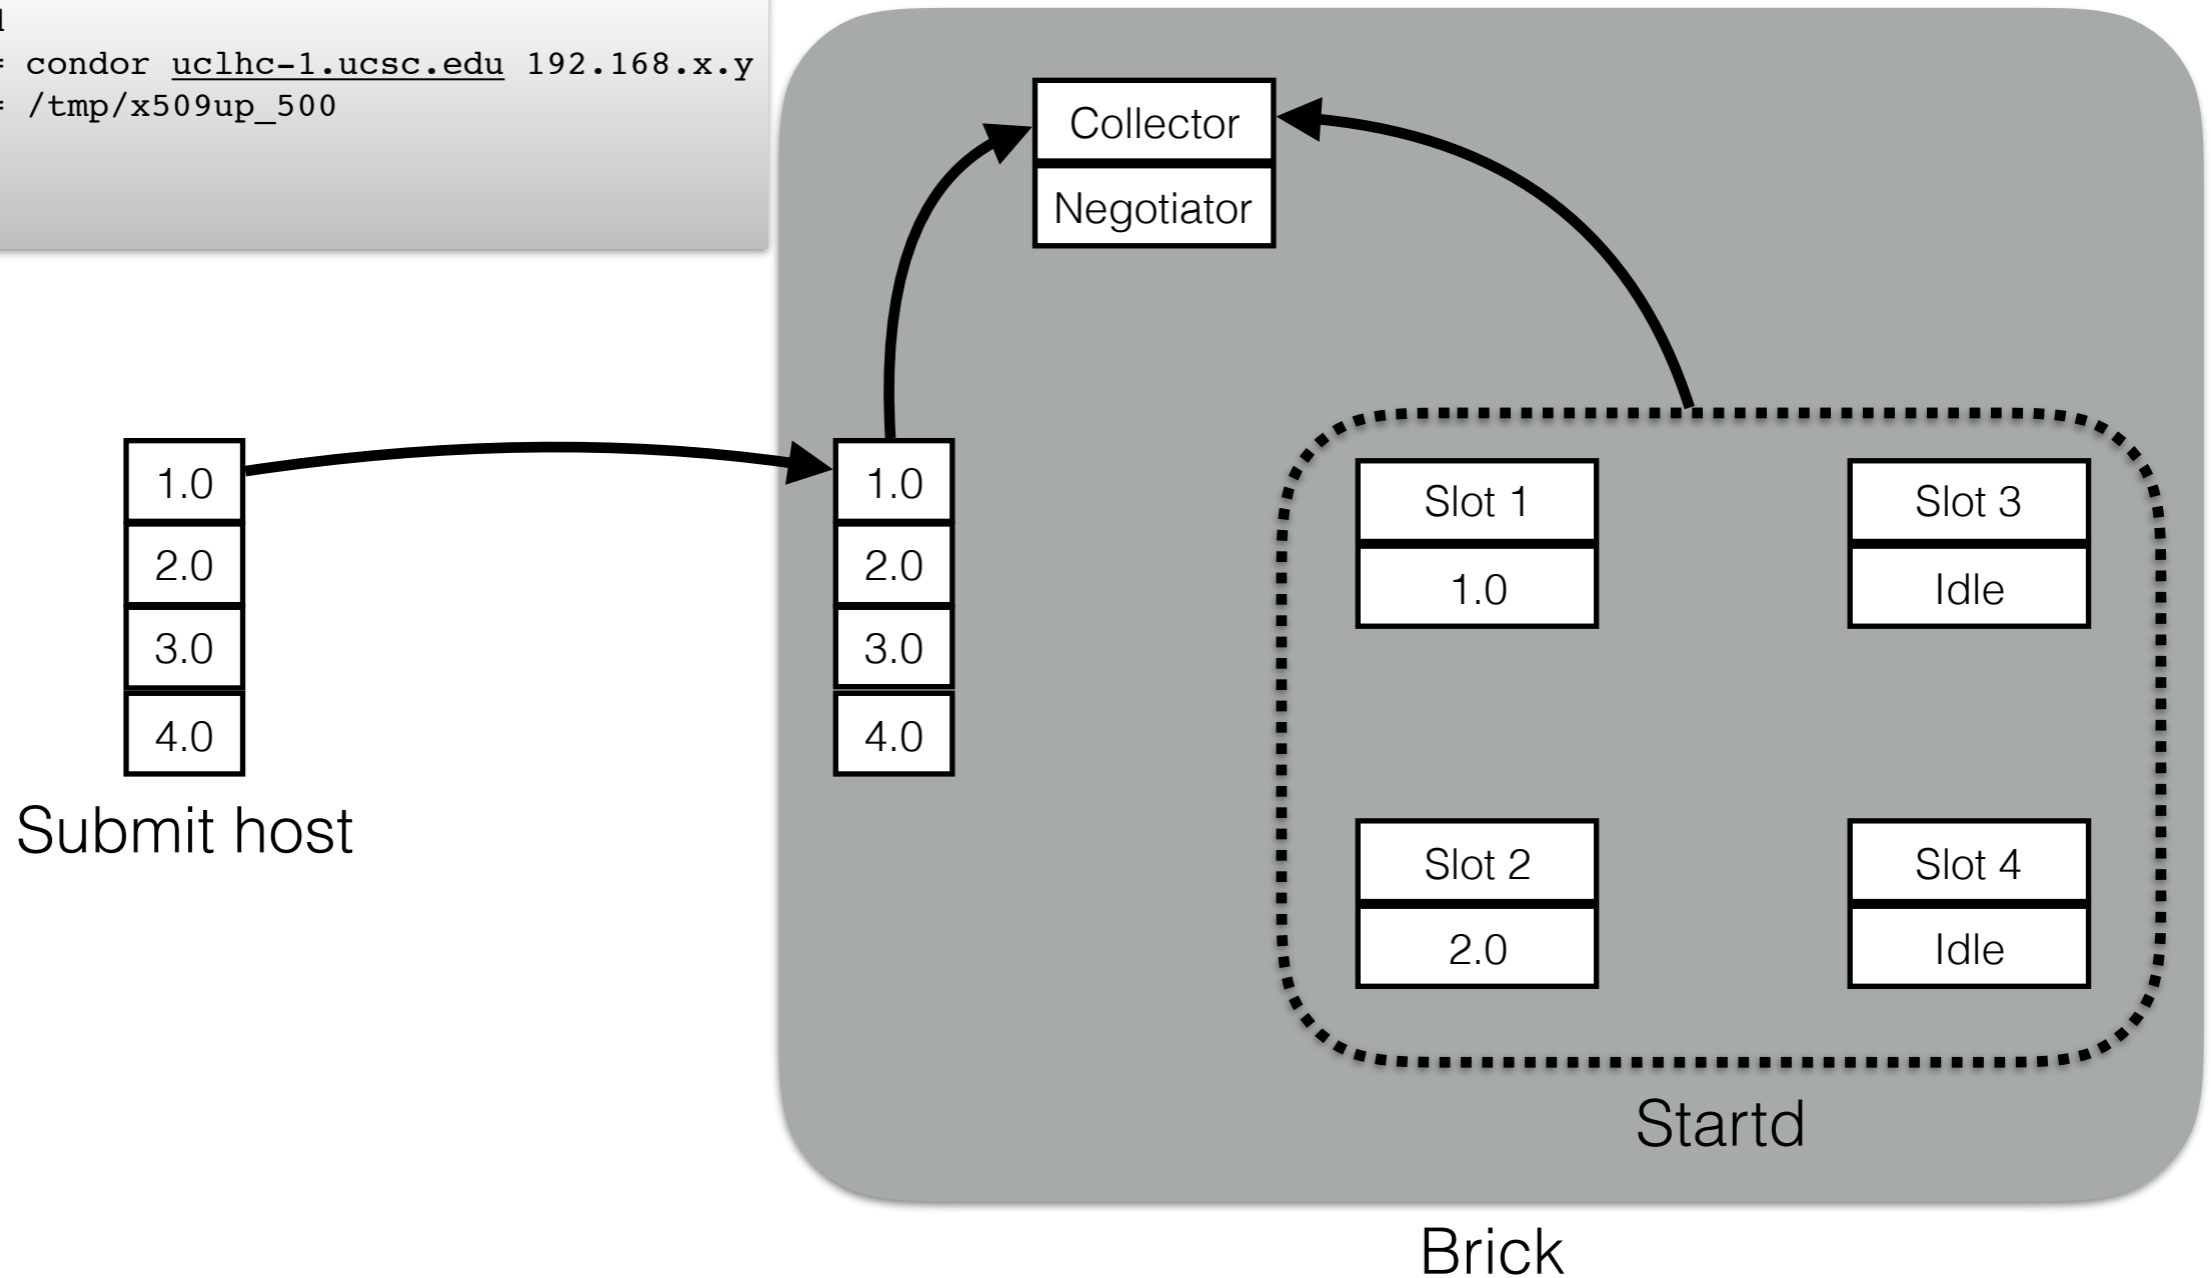 = condor uclhc-1.ucsc.edu 192.168.x.y
= /tmp/x509up_500
Collector
Negotiator
1.0
2.0
3.0
4.0
Submit host
1.0
2.0
3.0
4.0
Slot 1
1.0
Slot 3
Idle
Slot 2
2.0
Slot 4
Idle
Startd
Brick